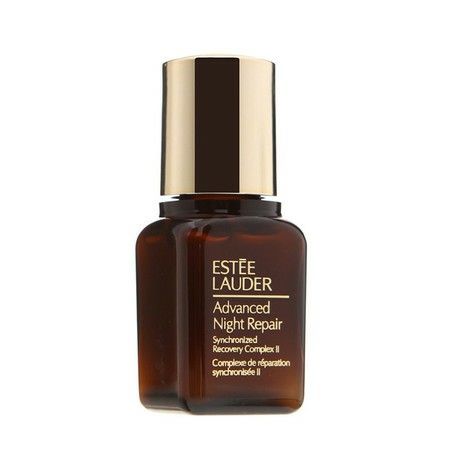 ESTĒE
LAUDER
Advanced
Night Repair
Synchronized
Recovery Complex II
Complexe de réparation
synchronisée II